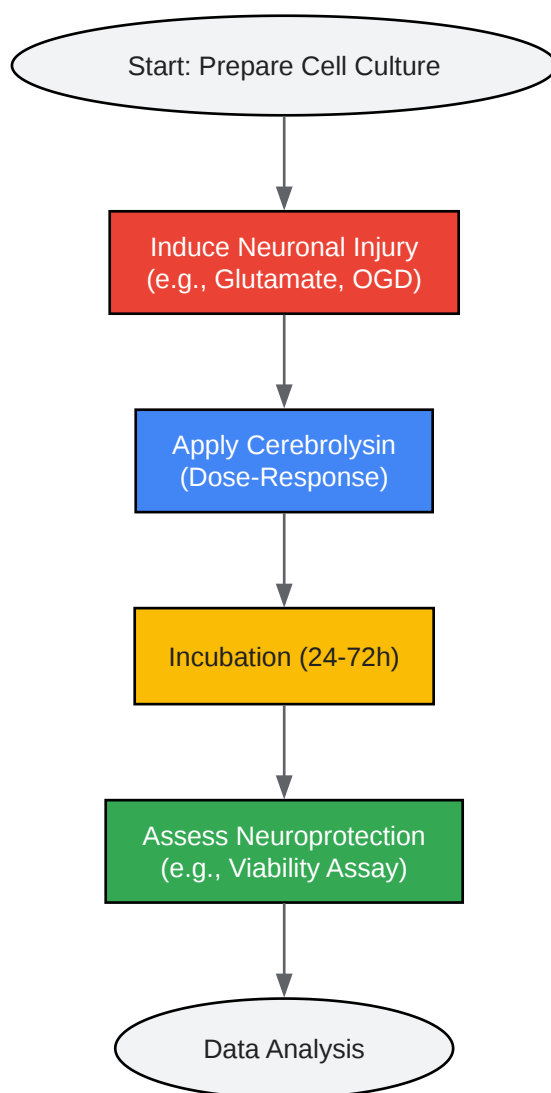 Start: Prepare Cell Culture
Induce Neuronal Injury
(e.g., Glutamate, OGD)
Apply Cerebrolysin
(Dose-Response)
Incubation (24-72h)
Assess Neuroprotection
(e.g., Viability Assay)
Data Analysis